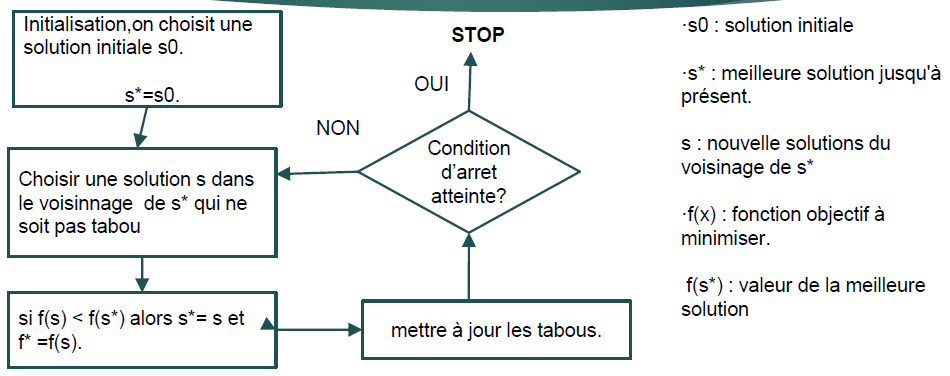 Initialisation,on choisit une
solution initiale s0.
s*=s0.
Choisir une solution s dans
le voisinnage de s* qui ne
soit pas tabou
si f(s) < f(s*) alors s*= s et
f* =f(s).
mettre à jour les tabous.
Condition
d’arret
atteinte?
NON
OUI
STOP
·s0 : solution initiale
·s* : meilleure solution jusqu'à
présent.
s : nouvelle solutions du
voisinage de s*
·f(x) : fonction objectif à
minimiser.
f(s*) : valeur de la meilleure
solution